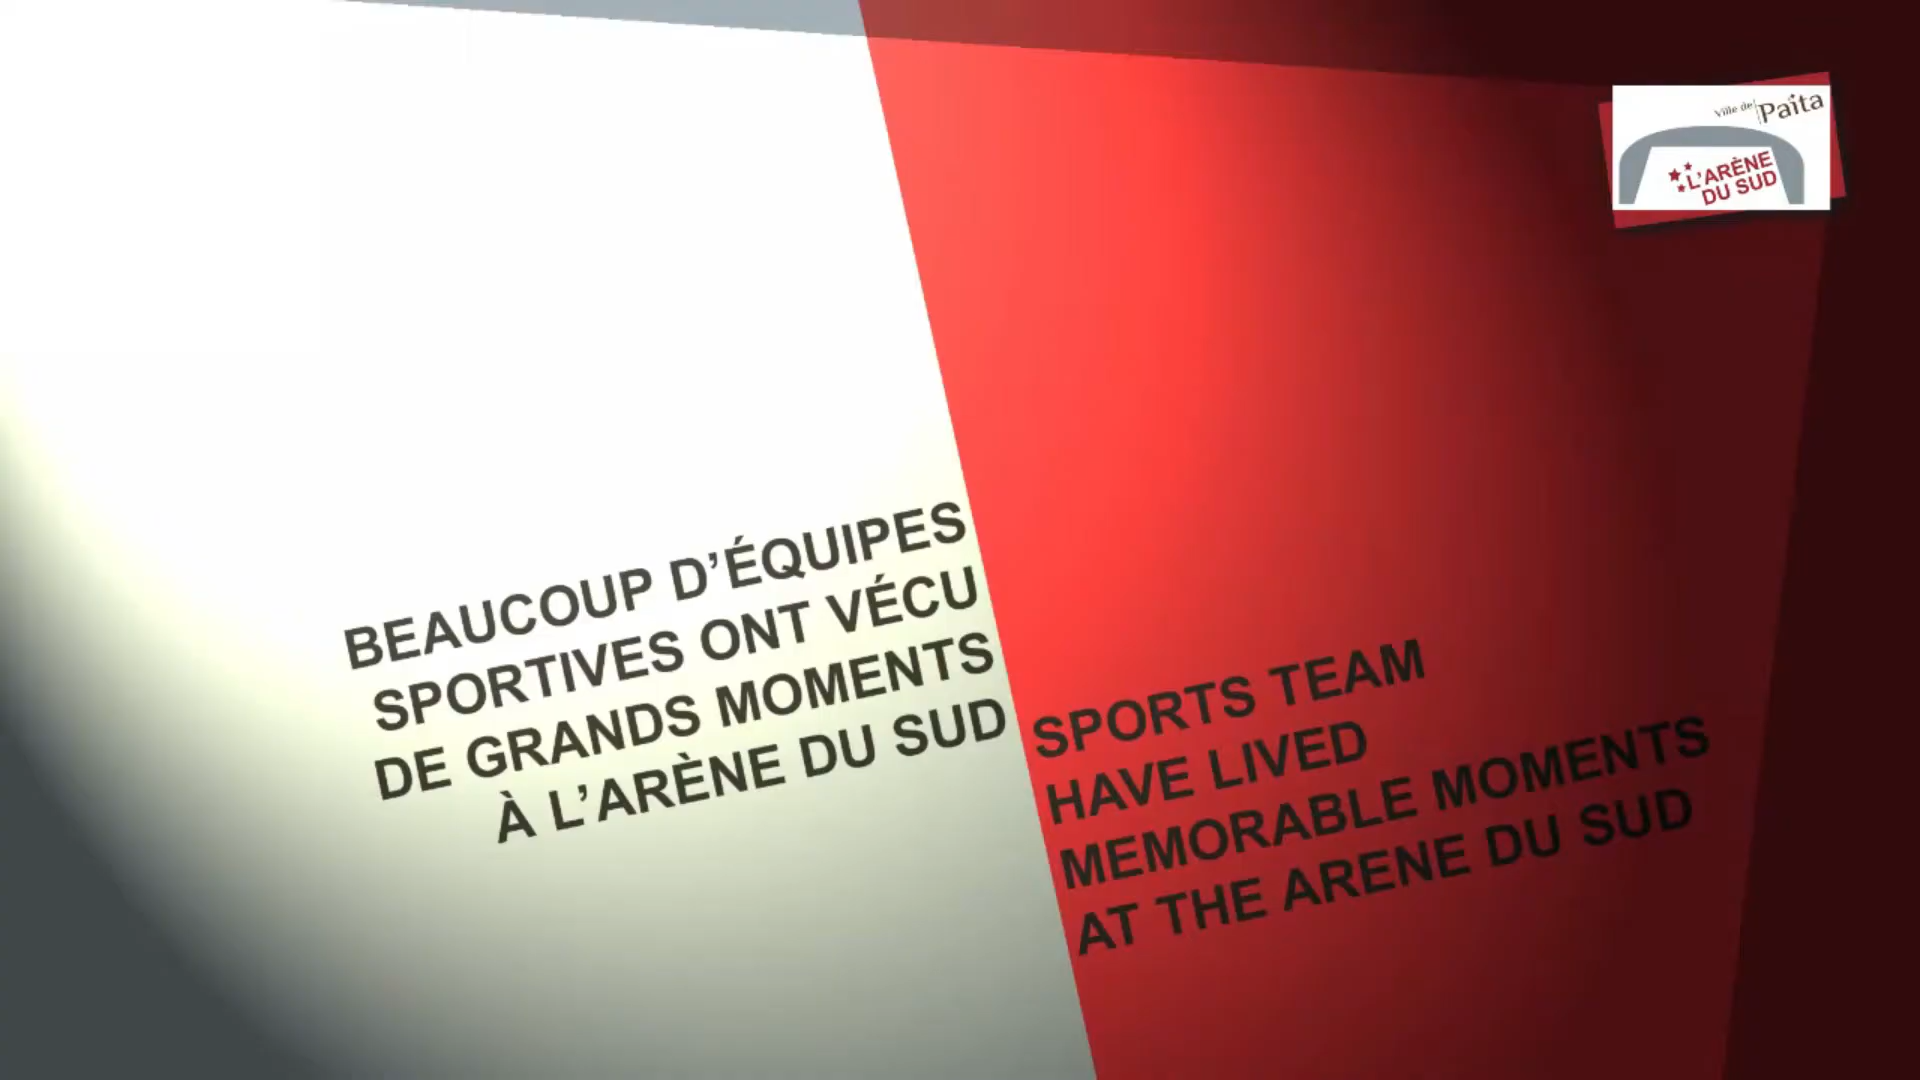 Ville de Païta
L'ARÈNE
DU SUD
BEAUCOUP D'ÉQUIPES
SPORTIVES ONT VÉCU
DE GRANDS MOMENTS
À L'ARÈNE DU SUD
SPORTS TEAM
HAVE LIVED
MEMORABLE MOMENTS
AT THE ARENE DU SUD